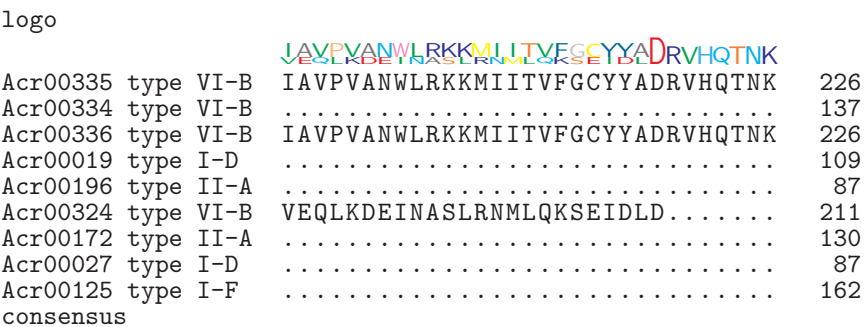 logo
IAVPVANWLRKKMIITVFGCYYADRVHQTNK
VEQLKDEINASLRNMLQKSEIDL
Acr00335 type VI-B IAVPVANWLRKKMIITVFGCYYADRVHQTNK 226
Acr00334 type VI-B ............................... 137
Acr00336 type VI-B IAVPVANWLRKKMIITVFGCYYADRVHQTNK 226
Acr00019 type I-D ............................... 109
Acr00196 type II-A ............................... 87
Acr00324 type VI-B VEQLKDEINASLRNMLQKSEIDLD....... 211
Acr00172 type II-A ............................... 130
Acr00027 type I-D ............................... 87
Acr00125 type I-F ............................... 162
consensus